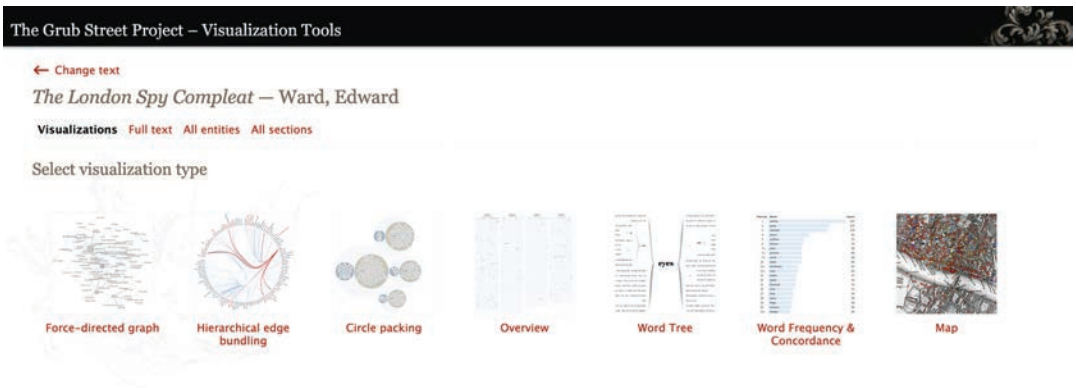 The Grub Street Project – Visualization Tools
← Change text
The London Spy Compleat — Ward, Edward
Visualizations Full text All entities All sections
Select visualization type
eyes
Force-directed graph
Hierarchical edge
bundling
Circle packing
Overview
Word Tree
Word Frequency &
Concordance
Map